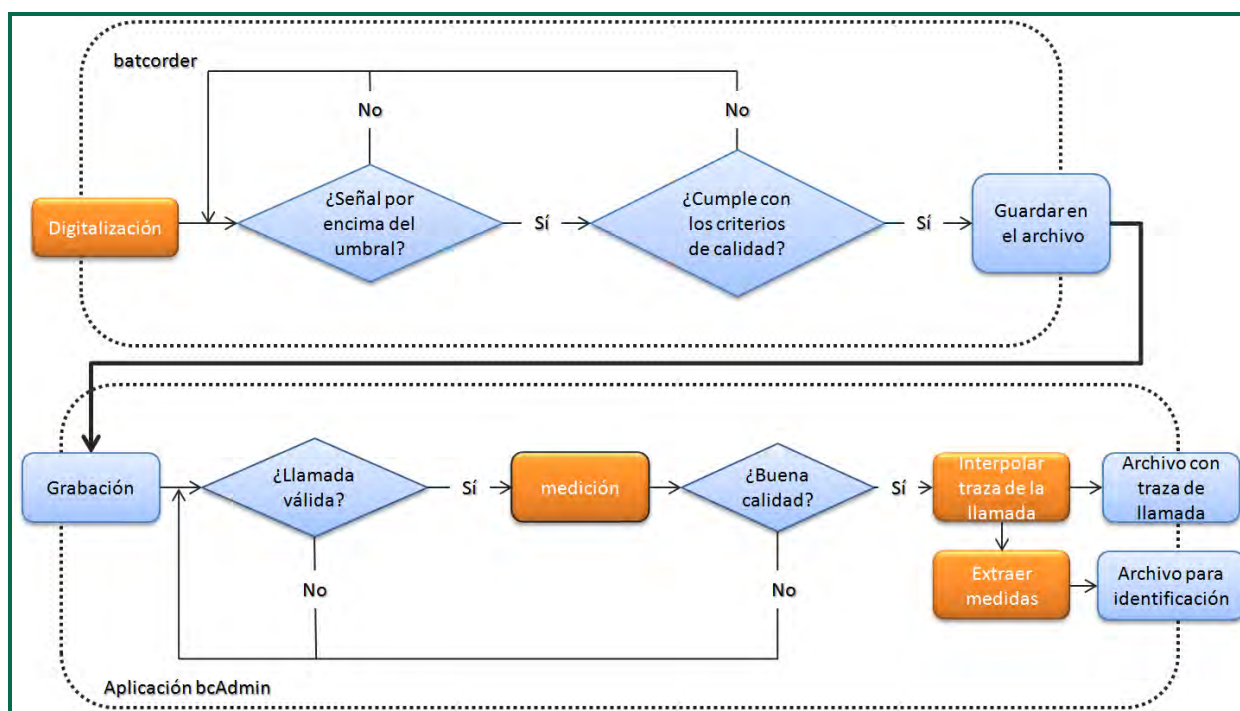 batcorder
No
No
Digitalización
¿Señal por
encima del
umbral?
Sí
¿Cumple con
los criterios
de calidad?
Sí
Guardar en
el archivo
Grabación
¿Llamada
válida?
Sí
medición
¿Buena
calidad?
Sí
Interpolar
traza de la
llamada
Archivo con
traza de
llamada
No
No
Extraer
medidas
Archivo para
identificación
Aplicación bcAdmin